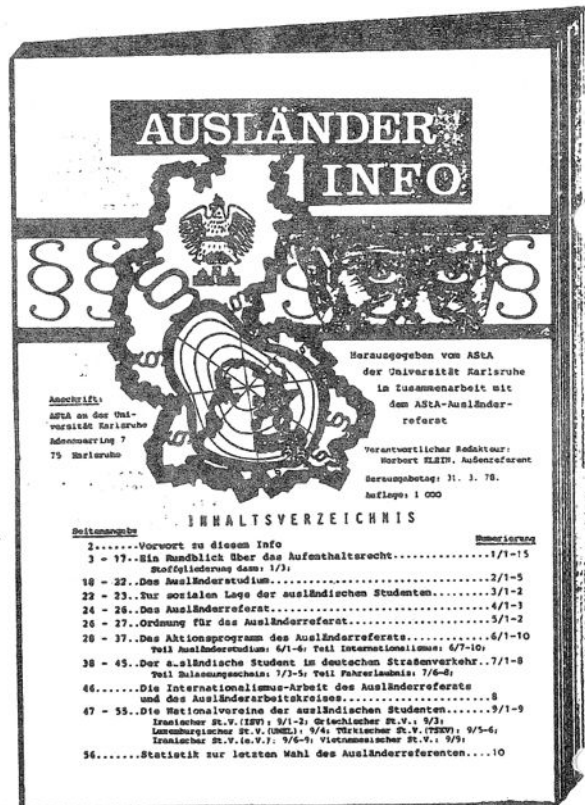 AUSLÄNDER
INFO
§ § § §
Herausgegeben vom AStA
der Universität Karlsruhe
in Zusammenarbeit mit
dem AStA-Ausländer-
referat
Anschrift:
AStA an der Uni-
versität Karlsruhe
Adenauerring 7
75 Karlsruhe
Verantwortlicher Redakteur:
Norbert KLEIN, Außenreferent
Herausgabetag: 31. 3. 78.
Auflage: 1 000
INHALTSVERZEICHNIS
Seitenangabe Numerierung
2.......Vorwort zu diesem Info
3 - 17..Ein Rundblick über das Aufenthaltsrecht..............1/1-15
Stoffgliederung dazu: 1/3;
18 - 22..Das Ausländerstudium.............................2/1-5
22 - 23..Zur sozialen Lage der ausländischen Studenten........3/1-2
24 - 26..Das Ausländerreferat.............................4/1-3
26 - 27..Ordnung für das Ausländerreferat...................5/1-2
28 - 37..Das Aktionsprogramm des Ausländerreferats...........6/1-10
Teil Ausländerstudium: 6/1-6; Teil Internationalismus: 6/7-10;
38 - 45..Der ausländische Student im deutschen Straßenverkehr..7/1-8
Teil Zulassungsschein: 7/3-5; Teil Fahrerlaubnis: 7/6-8;
46......Die Internationalismus-Arbeit des Ausländerreferats
und des Ausländerarbeitskreises.....................8
47 - 55..Die Nationalvereine der ausländischen Studenten......9/1-9
Iranischer St.V.(ISV): 9/1-2; Griechischer St.V.: 9/3;
Luxemburgischer St.V.(UNEL): 9/4; Türkischer St.V.(TSKV): 9/5-6;
Iranischer St.V.(e.V.): 9/6-9; Vietnamesischer St.V.: 9/9;
56.......Statistik zur letzten Wahl des Ausländerreferenten....10